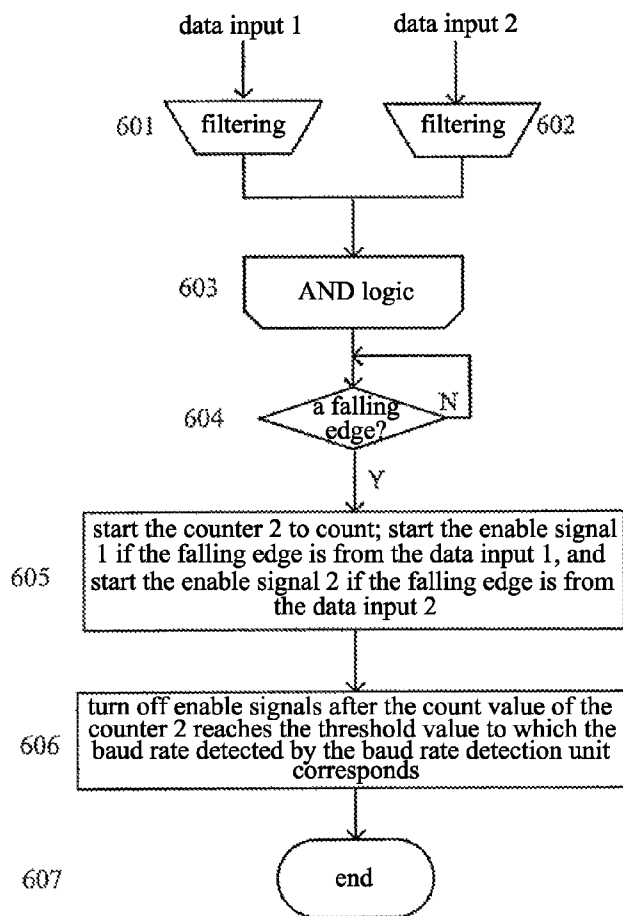 data input 1
data input 2
601
filtering
filtering
602
603
AND logic
604
a falling
edge?
N
Y
605
start the counter 2 to count; start the enable signal
1 if the falling edge is from the data input 1, and
start the enable signal 2 if the falling edge is from
the data input 2
606
turn off enable signals after the count value of the
counter 2 reaches the threshold value to which the
baud rate detected by the baud rate detection unit
corresponds
607
end